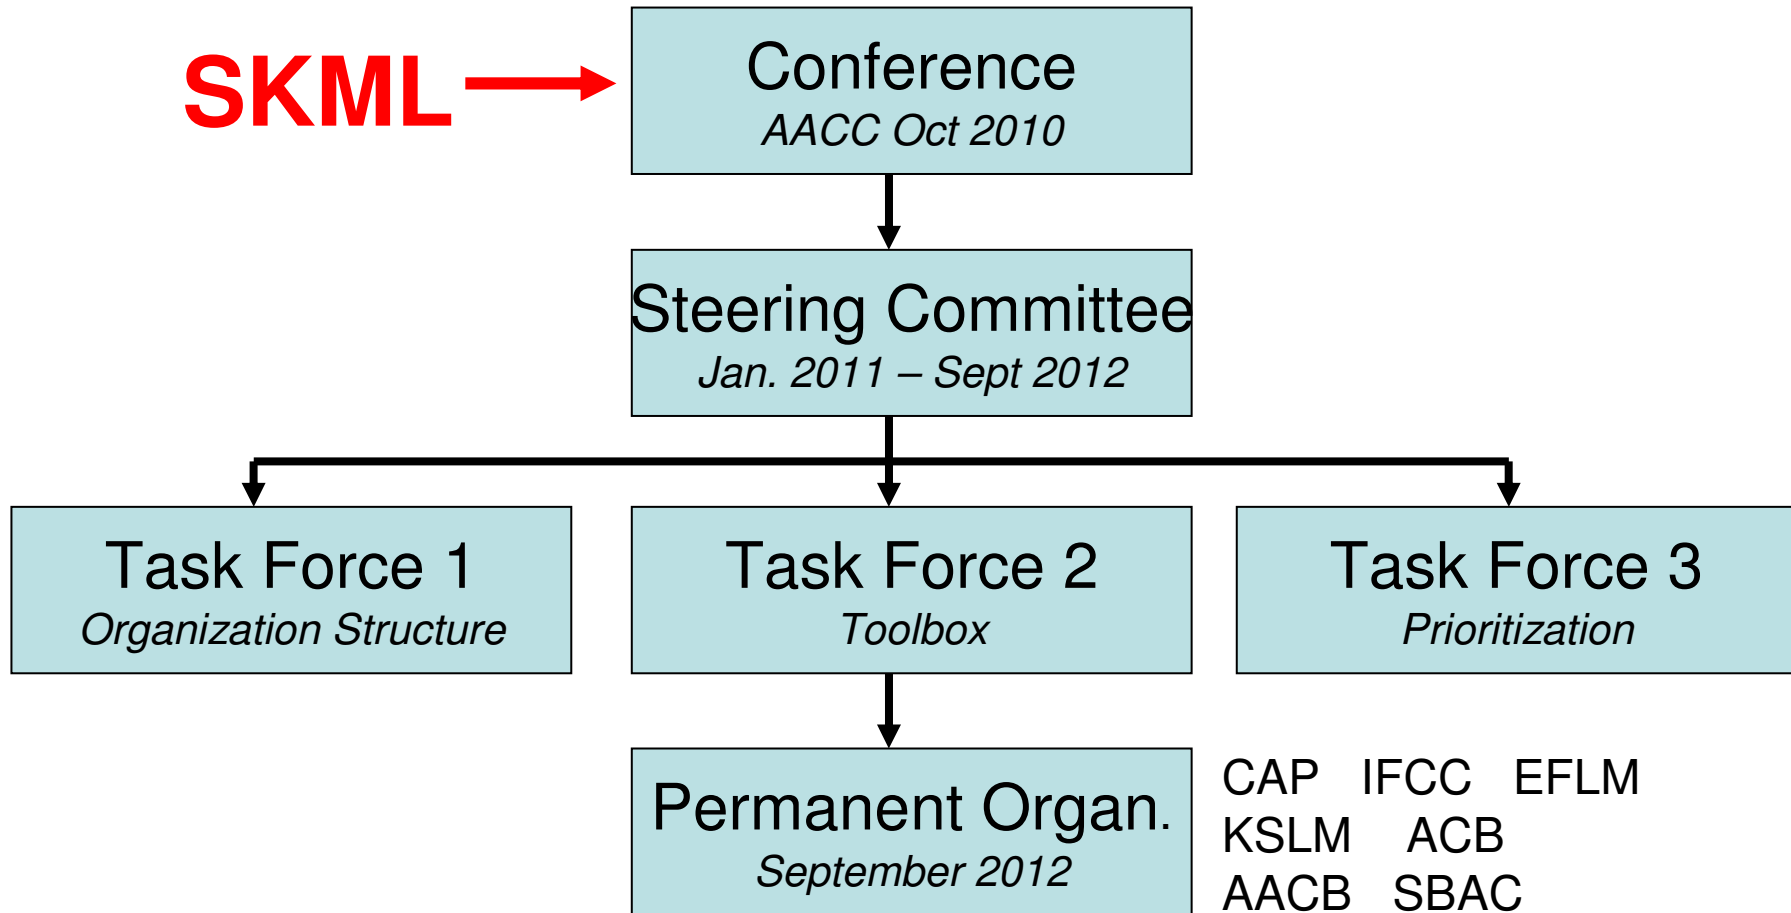 SKML
Conference
AACC Oct 2010
Steering Committee
Jan. 2011 – Sept 2012
Task Force 1
Organization Structure
Task Force 2
Toolbox
Task Force 3
Prioritization
Permanent Organ.
September 2012
CAP IFCC EFLM
KSLM ACB
AACB SBAC